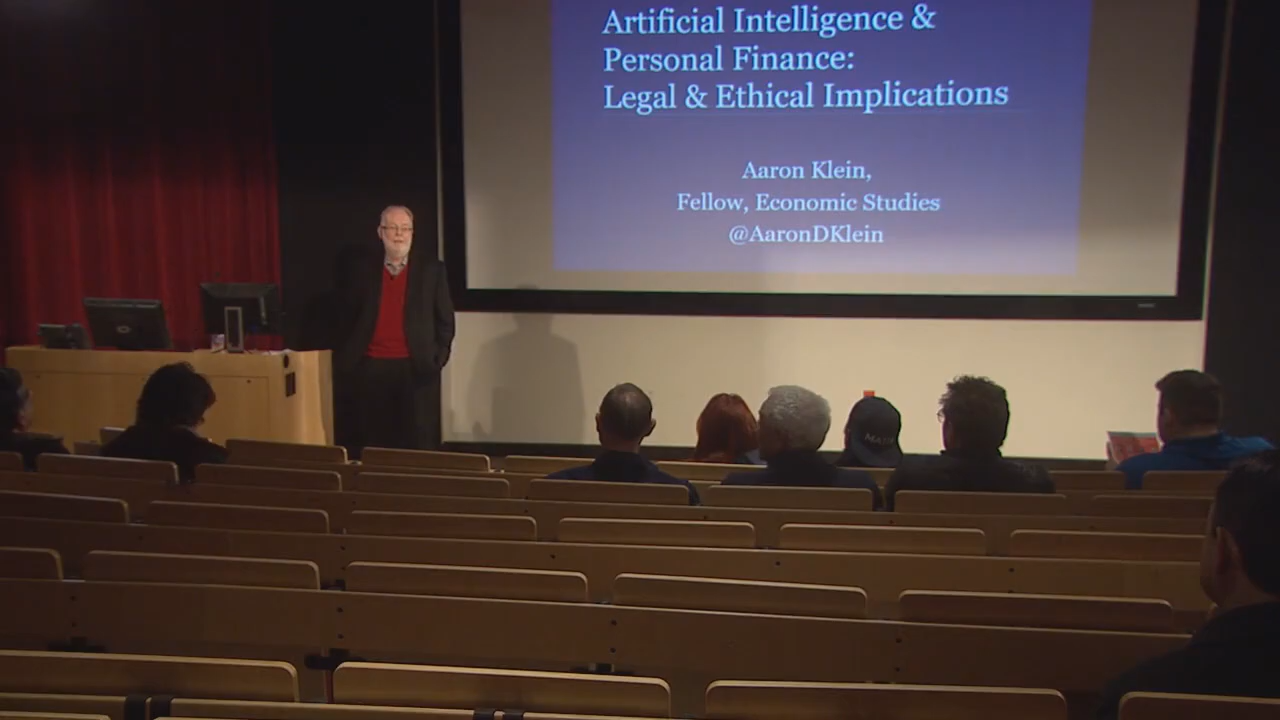 Artificial Intelligence &
Personal Finance:
Legal & Ethical Implications
Aaron Klein,
Fellow, Economic Studies
@AaronDKlein